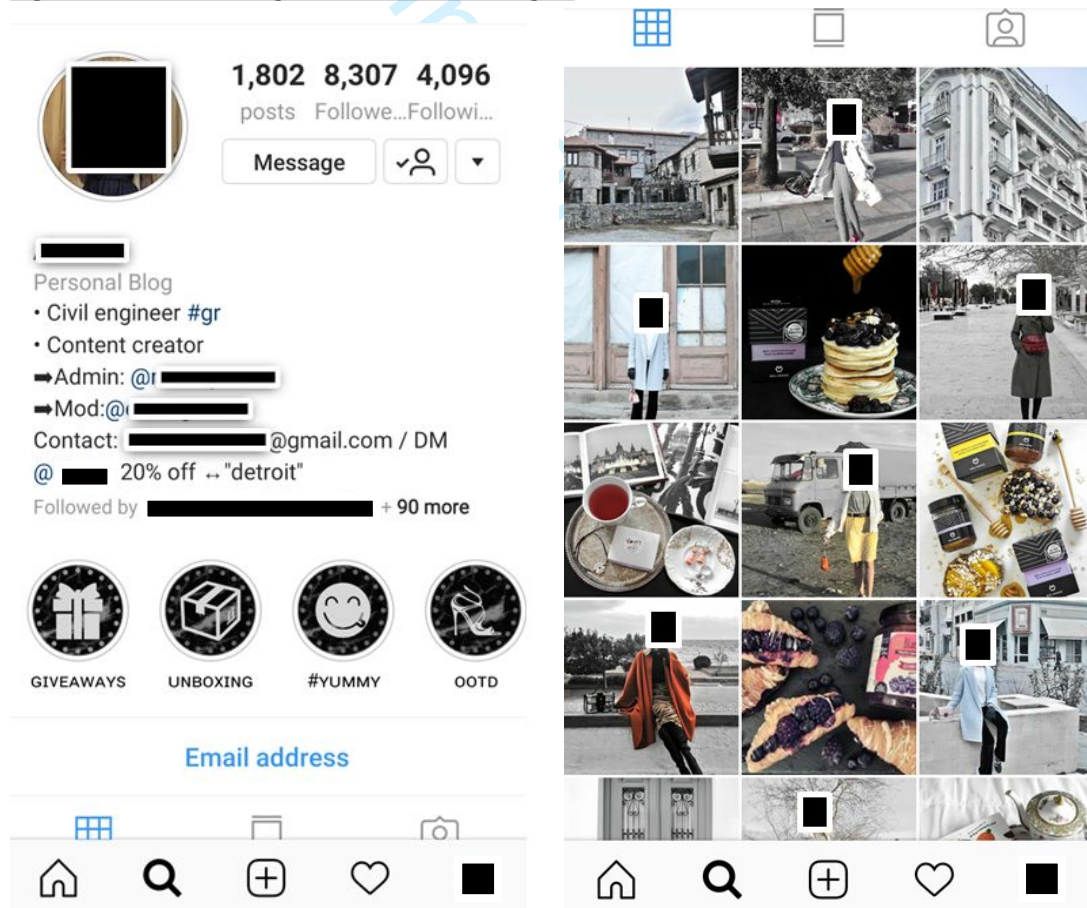 1,802 8,307 4,096
posts Followe... Followi...
Message
Personal Blog
• Civil engineer #gr
• Content creator
➡Admin: @
➡Mod:@
Contact: @gmail.com / DM
@ 20% off ↔"detroit"
Followed by + 90 more
GIVEAWAYS UNBOXING #YUMMY OOTD
Email address